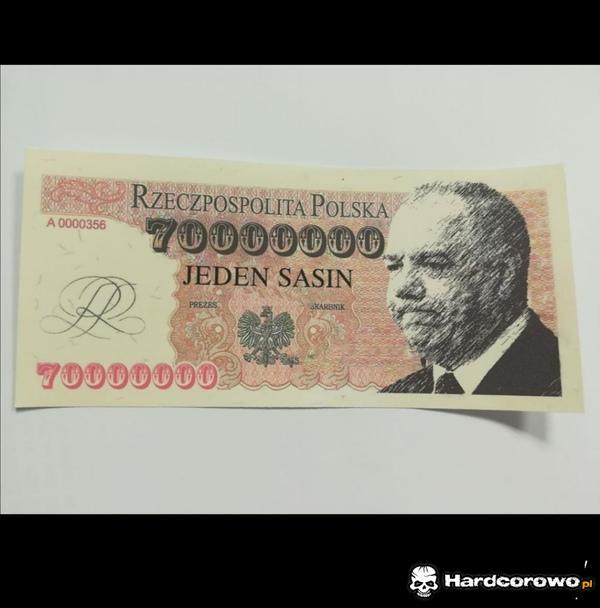 RZECZPOSPOLITA POLSKA
A 0000356
70000000
JEDEN SASIN
PREZES
SKARBNIK
70000000
Hardcorowo.pl